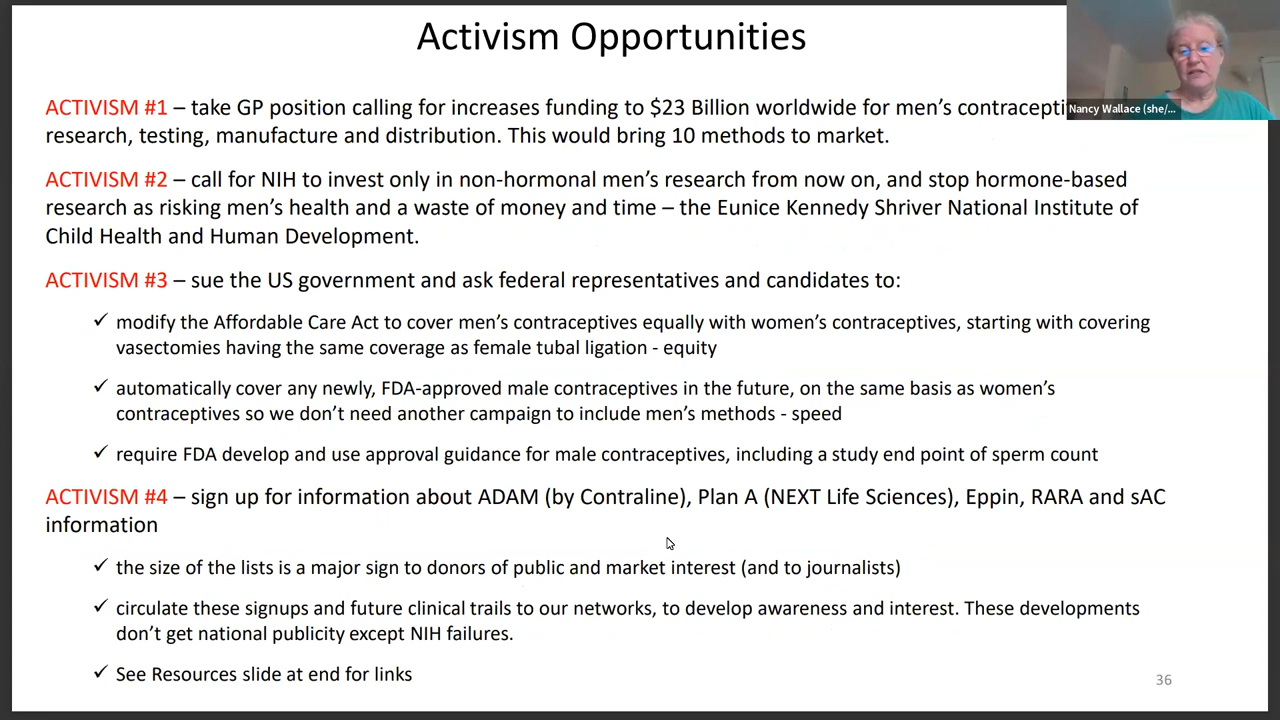 Activism Opportunities
Nancy Wallace (she/...
ACTIVISM #1 – take GP position calling for increases funding to $23 Billion worldwide for men's
research, testing, manufacture and distribution. This would bring 10 methods to market.
ACTIVISM #2 – call for NIH to invest only in non-hormonal men's research from now on, and stop hormone-based
research as risking men's health and a waste of money and time – the Eunice Kennedy Shriver National Institute of
Child Health and Human Development.
ACTIVISM #3 – sue the US government and ask federal representatives and candidates to:
✓ modify the Affordable Care Act to cover men's contraceptives equally with women's contraceptives, starting with covering
vasectomies having the same coverage as female tubal ligation - equity
✓ automatically cover any newly, FDA-approved male contraceptives in the future, on the same basis as women's
contraceptives so we don't need another campaign to include men's methods - speed
✓ require FDA develop and use approval guidance for male contraceptives, including a study end point of sperm count
ACTIVISM #4 – sign up for information about ADAM (by Contraline), Plan A (NEXT Life Sciences), Eppin, RARA and sAC
information
✓ the size of the lists is a major sign to donors of public and market interest (and to journalists)
✓ circulate these signups and future clinical trails to our networks, to develop awareness and interest. These developments
don't get national publicity except NIH failures.
✓ See Resources slide at end for links
36